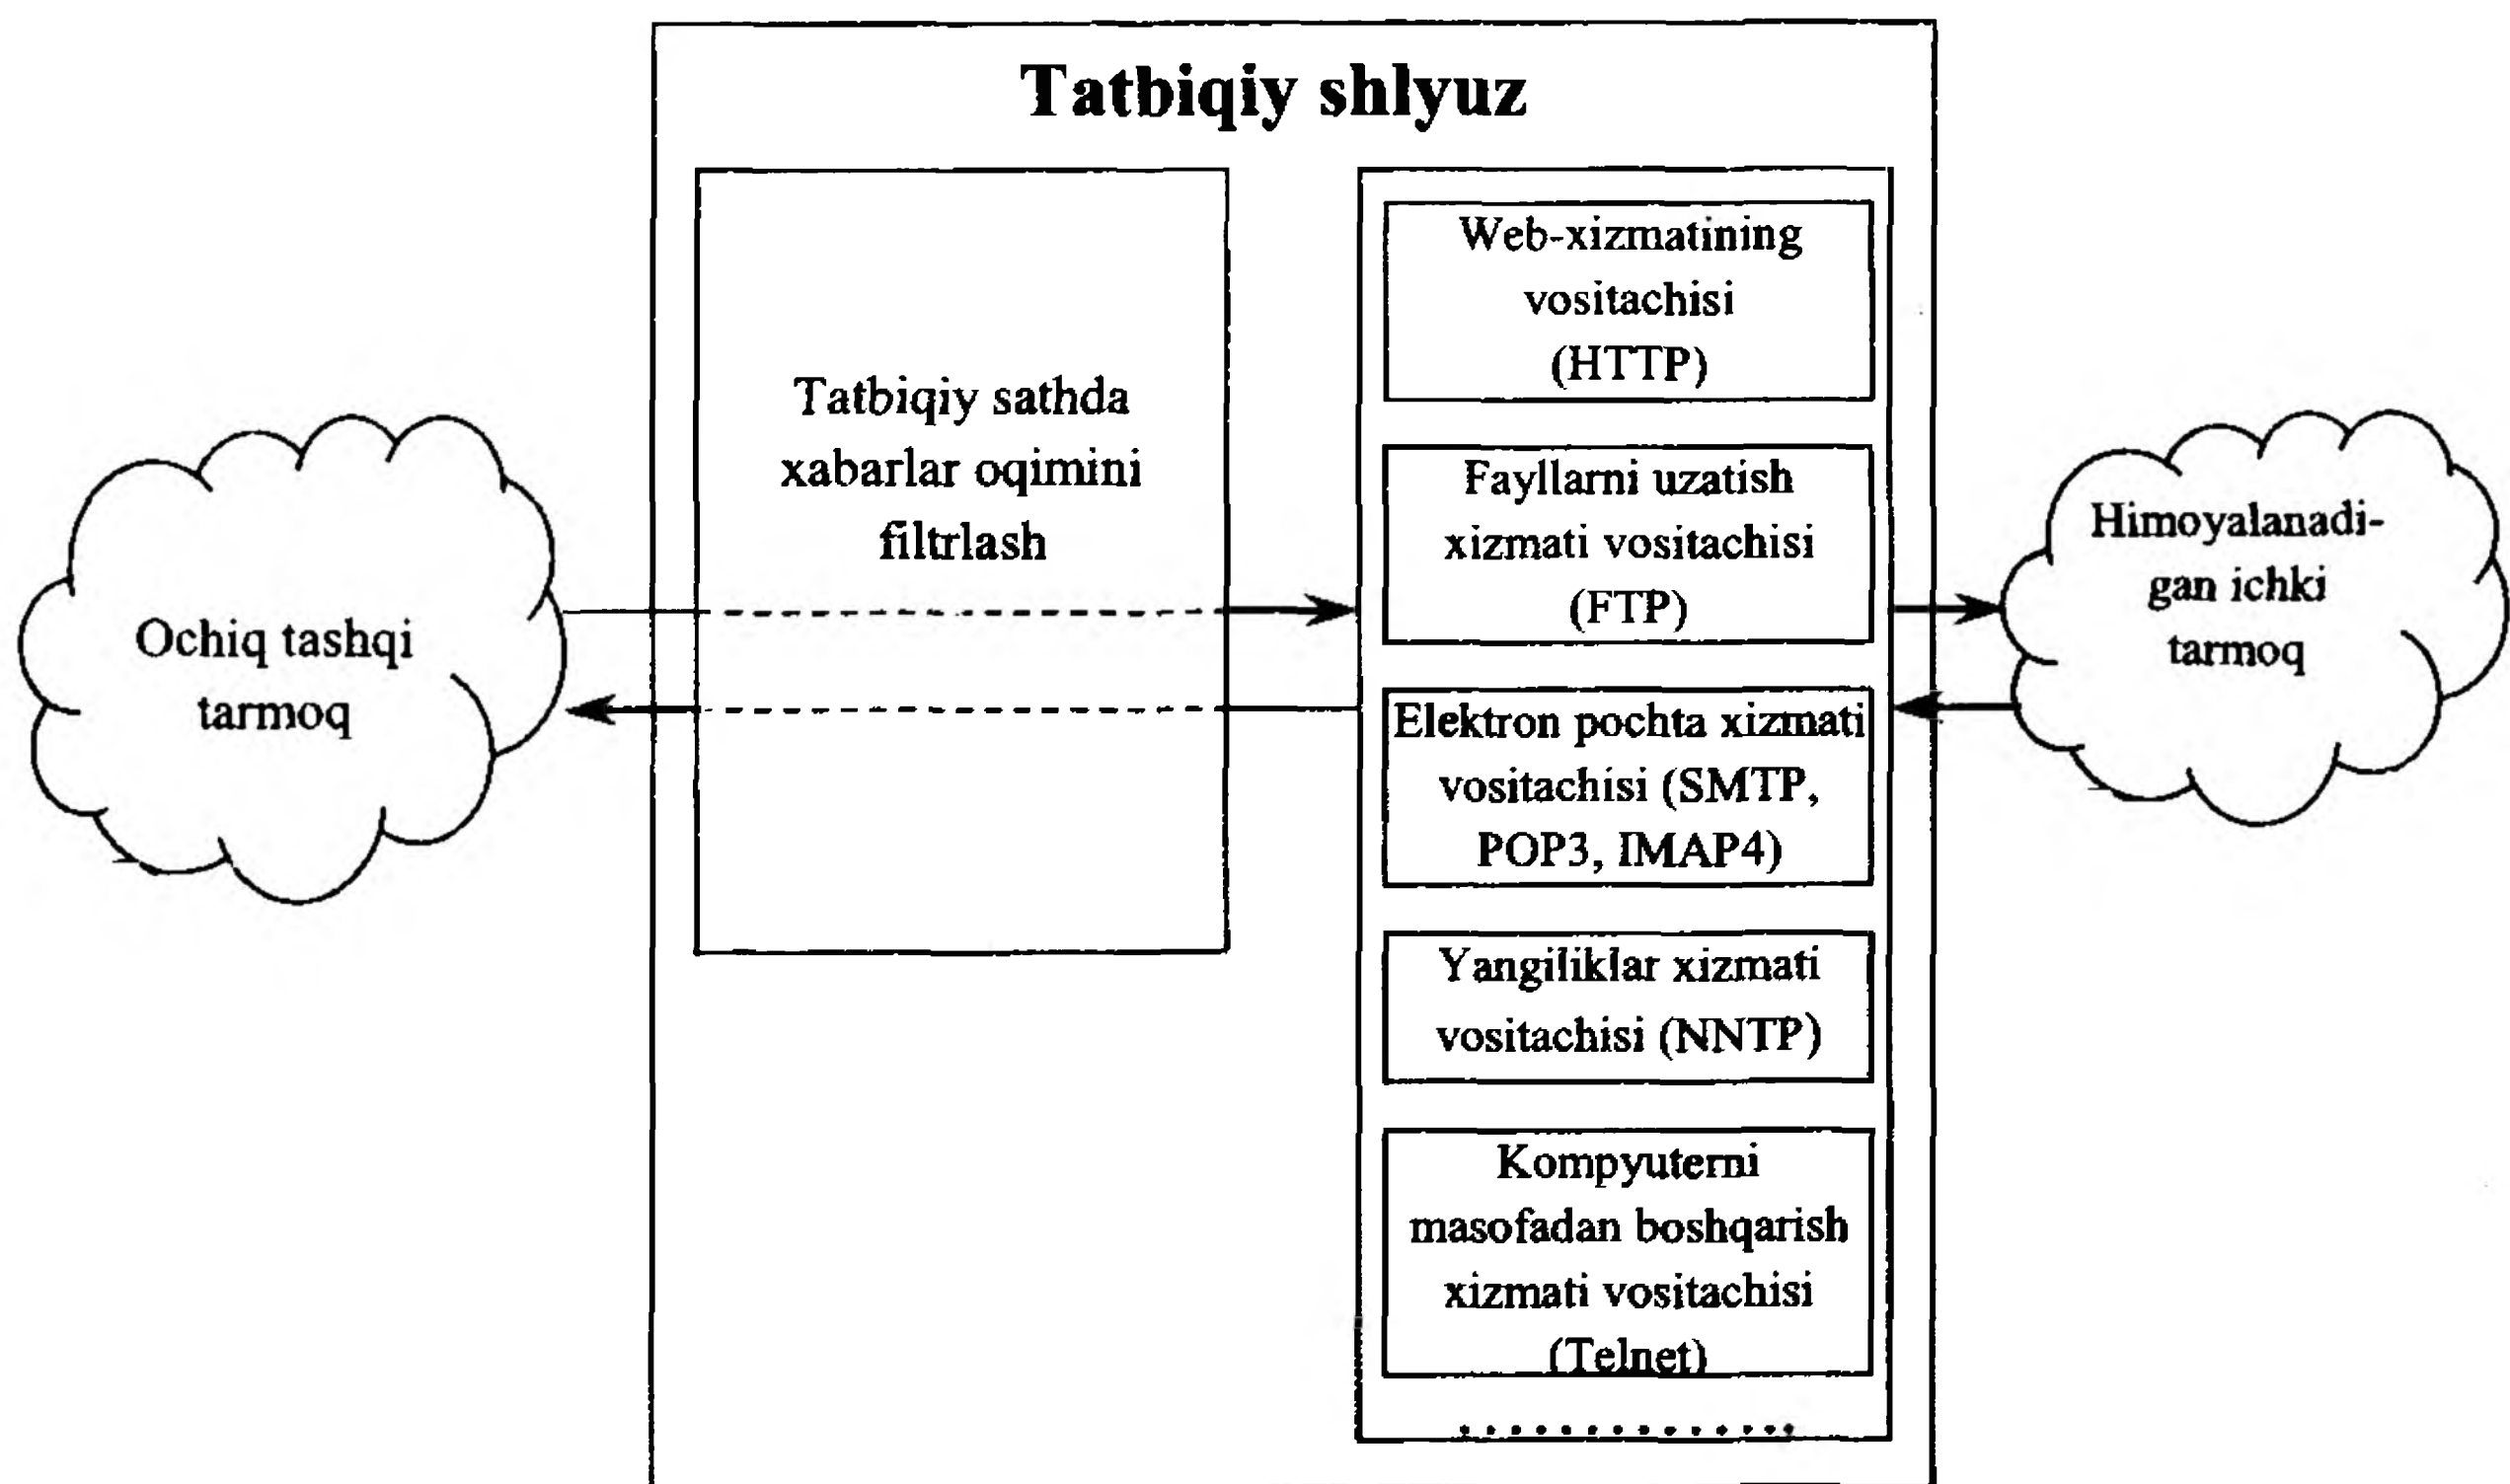 Tatbiqiy shlyuz
Tatbiqiy sathda
xabarlar oqimini
filtrlash
Ochiq tashqi
tarmoq
Web-xizmatining
vositachisi
(HTTP)
Fayllarni uzatish
xizmati vositachisi
(FTP)
Elektron pochta xizmati
vositachisi (SMTP,
POP3, IMAP4)
Yangiliklar xizmati
vositachisi (NNTP)
Kompyuterni
masofadan boshqarish
xizmati vositachisi
(Telnet)
..............
Himoyalanadi-
gan ichki
tarmoq